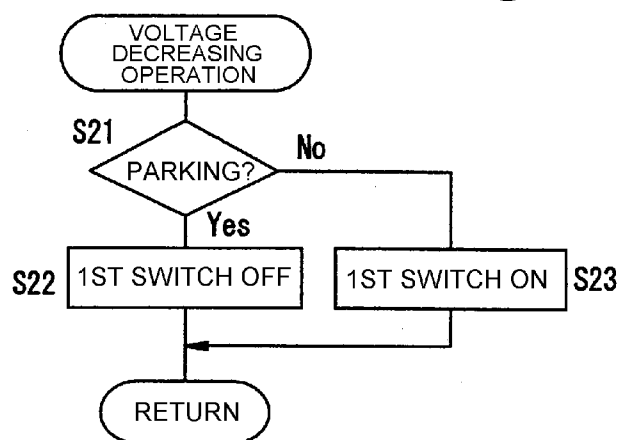 VOLTAGE
DECREASING
OPERATION
S21
PARKING?
No
Yes
S22
1ST SWITCH OFF
1ST SWITCH ON
S23
RETURN